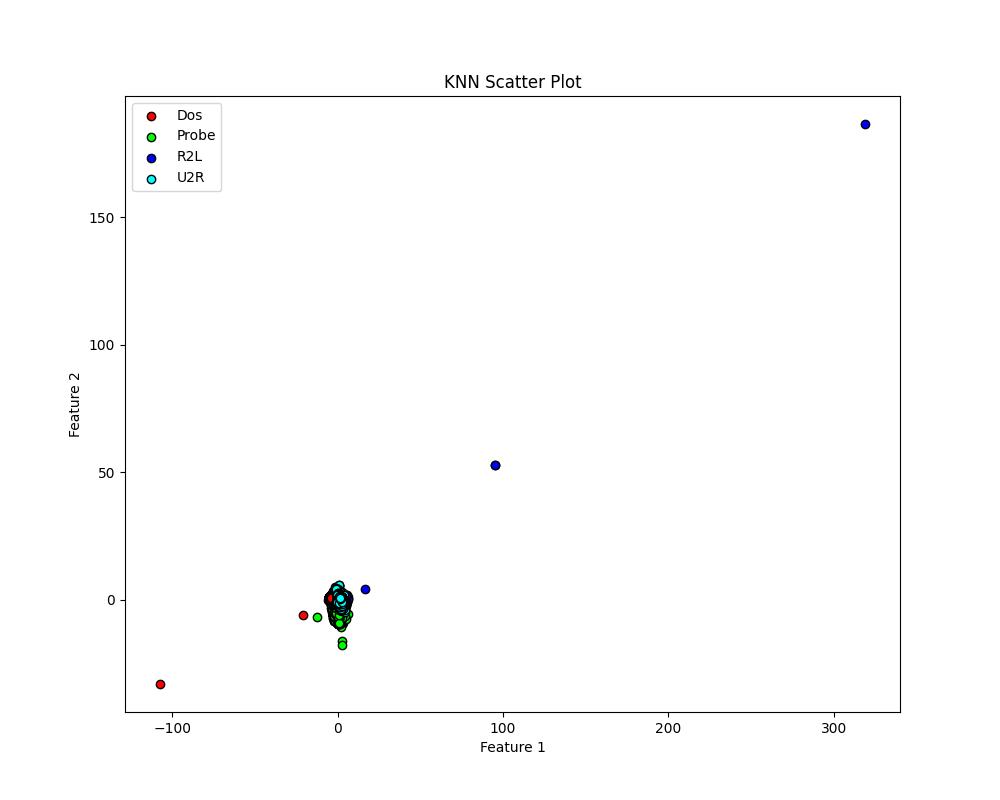 KNN Scatter Plot
Dos
Probe
R2L
U2R
150
100
50
0
Feature 2
−100
0
100
200
300
Feature 1